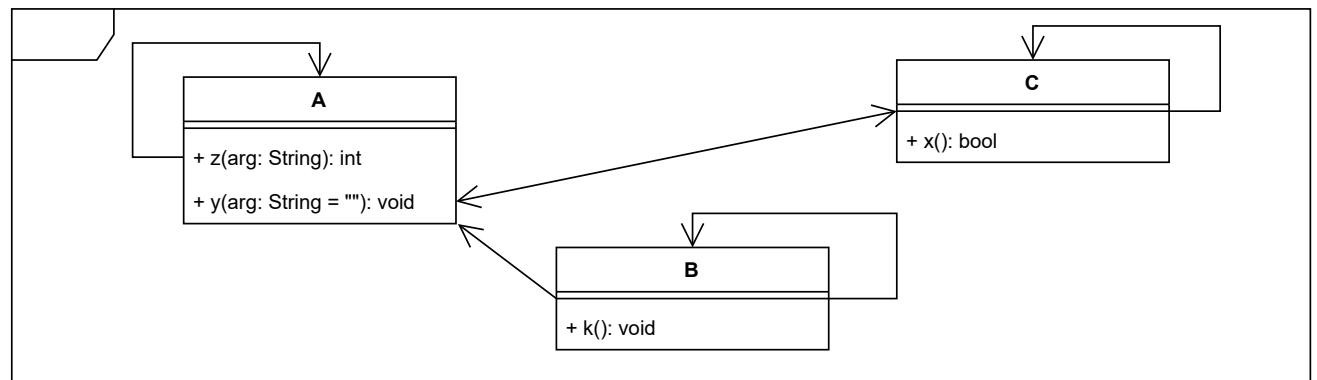 A
+ z(arg: String): int
+ y(arg: String = ""): void
C
+ x(): bool
B
+ k(): void